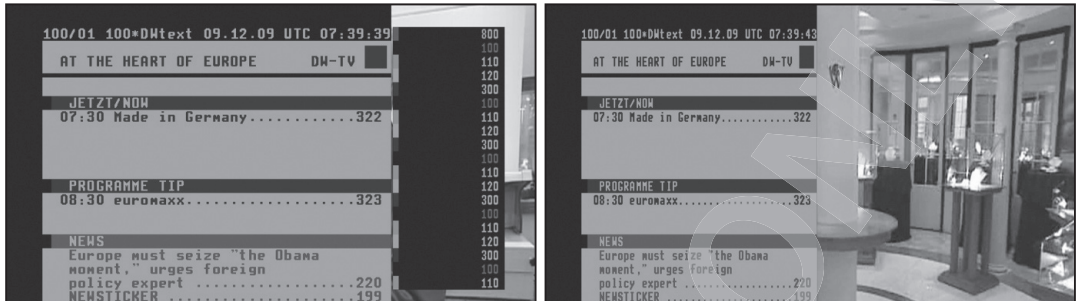 100/01 100*DWtext 09.12.09 UTC 07:39:39
AT THE HEART OF EUROPE DW-TV
JETZT/NOW
07:30 Made in Germany............322
PROGRAMME TIP
08:30 euromaxx..................323
NEWS
Europe must seize "the Obama
moment," urges foreign
policy expert ..................220
NEWSTICKER ...................199
800
100
110
120
300
100
110
120
300
100
110
120
300
100
110
120
300
100
110
100/01 100*DWtext 09.12.09 UTC 07:39:43
AT THE HEART OF EUROPE DW-TV
JETZT/NOW
07:30 Made in Germany............322
PROGRAMME TIP
08:30 euromaxx..................323
NEWS
Europe must seize "the Obama
moment," urges foreign
policy expert ..................220
NEWSTICKER ...................199